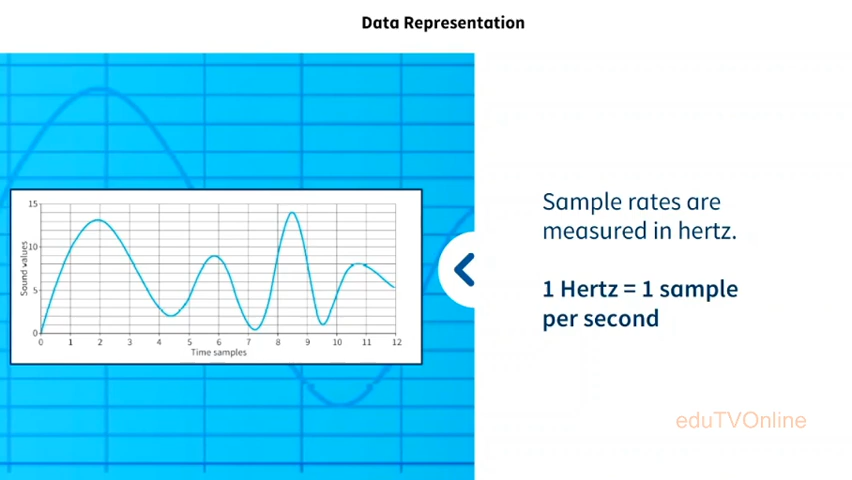 Data Representation
Sound values
15
10
5
0
0 1 2 3 4 5 6 7 8 9 10 11 12
Time samples
Sample rates are
measured in hertz.
1 Hertz = 1 sample
per second
eduTVOnline